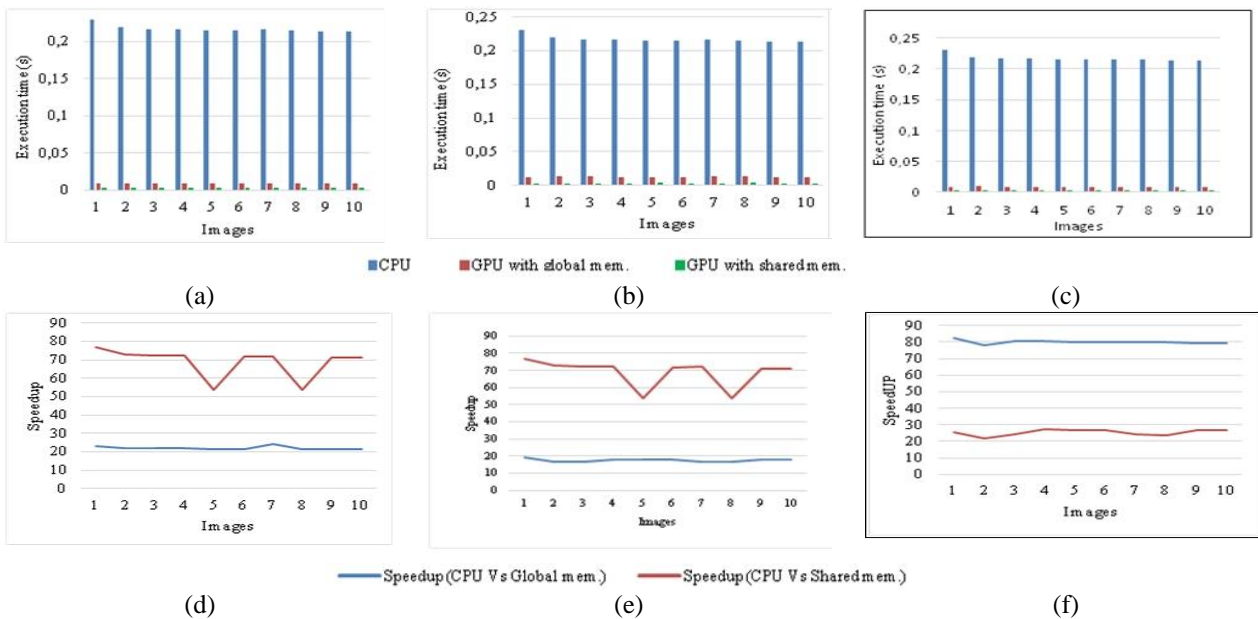 0,2
0,15
0,1
0,05
0
Execution time (s)
1 2 3 4 5 6 7 8 9 10
Images
0,25
0,2
0,15
0,1
0,05
0
Execution time (s)
1 2 3 4 5 6 7 8 9 10
Images
0,25
0,2
0,15
0,1
0,05
0
Execution time (s)
1 2 3 4 5 6 7 8 9 10
Images
CPU GPU with global mem. GPU with shared mem.
(a) (b) (c)
90
80
70
60
50
40
30
20
10
0
Speedup
1 2 3 4 5 6 7 8 9 10
Images
90
80
70
60
50
40
30
20
10
0
Speedup
1 2 3 4 5 6 7 8 9 10
Images
90
80
70
60
50
40
30
20
10
0
SpeedUP
1 2 3 4 5 6 7 8 9 10
Images
Speedup(CPU Vs Global mem.) Speedup(CPU Vs Shared mem.)
(d) (e) (f)